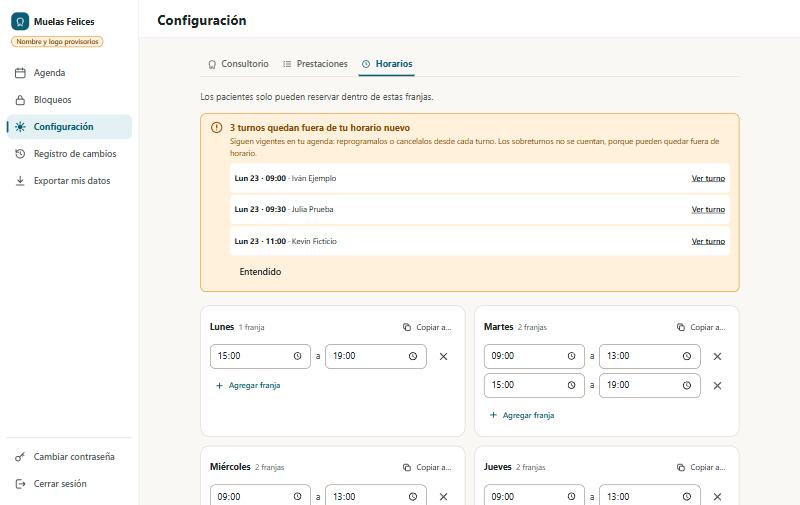 Muelas Felices
Nombre y logo provisorios
Agenda
Bloqueos
Configuración
Registro de cambios
Exportar mis datos
Cambiar contraseña
Cerrar sesión
Configuración
Consultorio
Prestaciones
Horarios
Los pacientes solo pueden reservar dentro de estas franjas.
3 turnos quedan fuera de tu horario nuevo
Siguen vigentes en tu agenda: reprogramalos o cancelalos desde cada turno. Los sobreturnos no se cuentan, porque pueden quedar fuera de
horario.
Lun 23 · 09:00 · Iván Ejemplo Ver turno
Lun 23 · 09:30 · Julia Prueba Ver turno
Lun 23 · 11:00 · Kevin Ficticio Ver turno
Entendido
Lunes 1 franja Copiar a...
15:00 a 19:00
Agregar franja
Martes 2 franjas Copiar a...
09:00 a 13:00
15:00 a 19:00
Agregar franja
Miércoles 2 franjas Copiar a...
09:00 a 13:00
Jueves 2 franjas Copiar a...
09:00 a 13:00